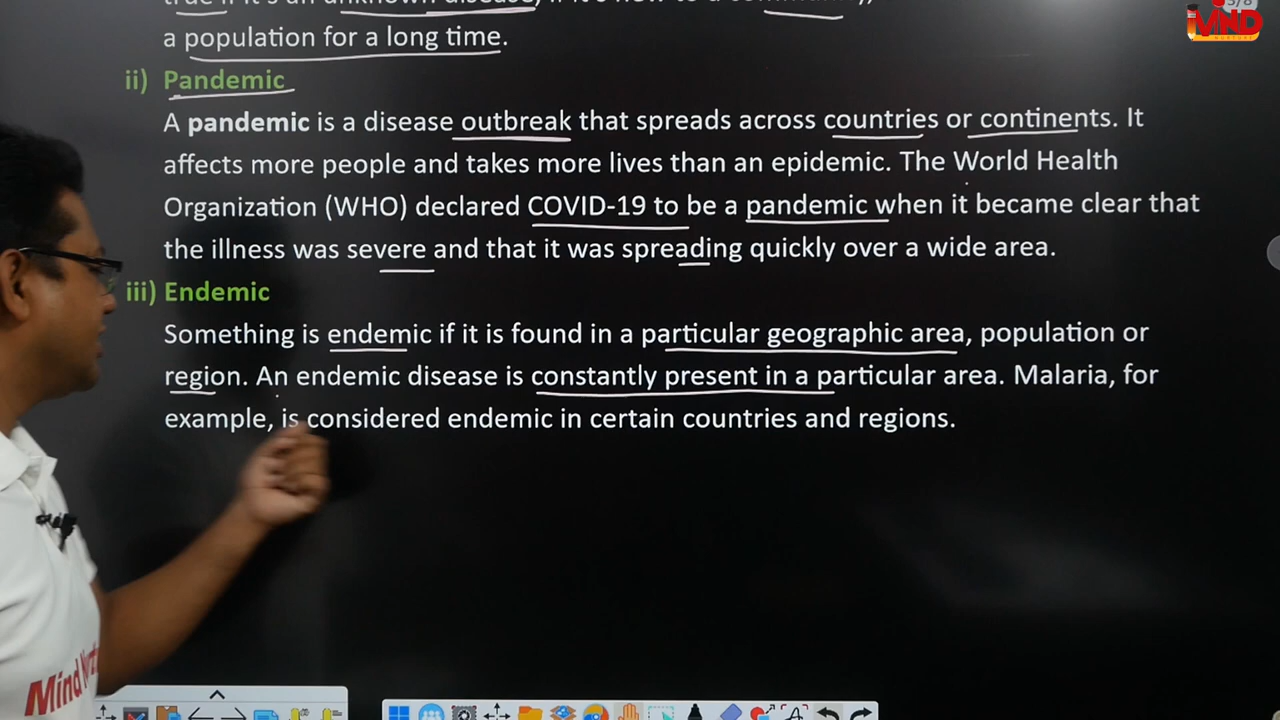 a population for a long time.
ii) Pandemic
A pandemic is a disease outbreak that spreads across countries or continents. It
affects more people and takes more lives than an epidemic. The World Health
Organization (WHO) declared COVID-19 to be a pandemic when it became clear that
the illness was severe and that it was spreading quickly over a wide area.
iii) Endemic
Something is endemic if it is found in a particular geographic area, population or
region. An endemic disease is constantly present in a particular area. Malaria, for
example, is considered endemic in certain countries and regions.
Mind